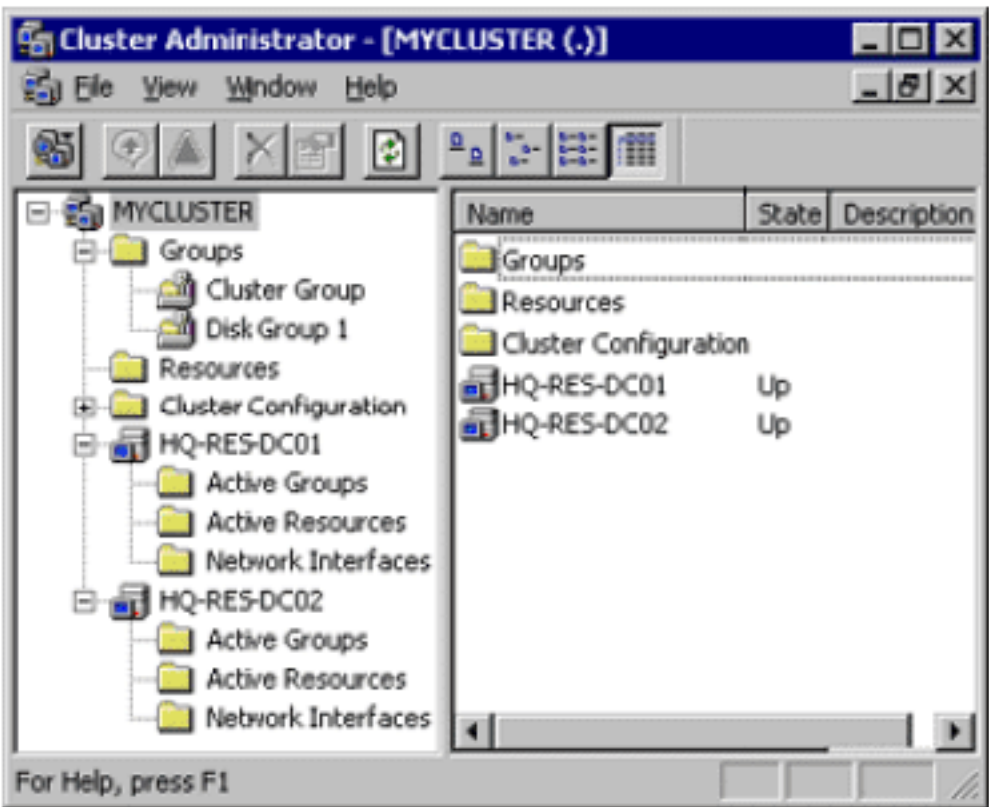 Cluster Administrator - [MYCLUSTER (.)]
File View Window Help
MYCLUSTER
Groups
Cluster Group
Disk Group 1
Resources
Cluster Configuration
HQ-RES-DC01
Active Groups
Active Resources
Network Interfaces
HQ-RES-DC02
Active Groups
Active Resources
Network Interfaces
Name State Description
Groups
Resources
Cluster Configuration
HQ-RES-DC01 Up
HQ-RES-DC02 Up
For Help, press F1